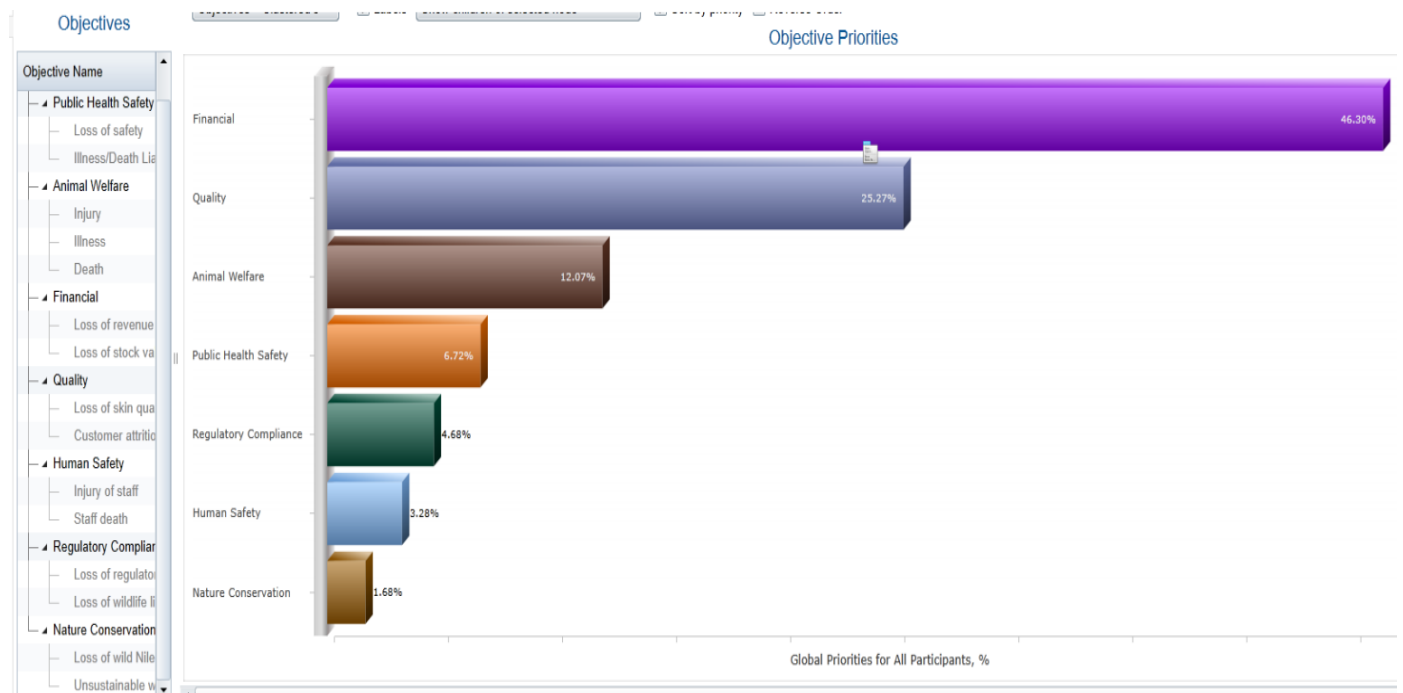 Objectives
Objective Name
Public Health Safety
Loss of safety
Illness/Death Lia
Animal Welfare
Injury
Illness
Death
Financial
Loss of revenue
Loss of stock va
Quality
Loss of skin qua
Customer attritio
Human Safety
Injury of staff
Staff death
Regulatory Complian
Loss of regulato
Loss of wildlife li
Nature Conservation
Loss of wild Nile
Unsustainable w
Objective Priorities
Financial
46.30%
Quality
25.27%
Animal Welfare
12.07%
Public Health Safety
6.72%
Regulatory Compliance
4.68%
Human Safety
3.28%
Nature Conservation
1.68%
Global Priorities for All Participants, %